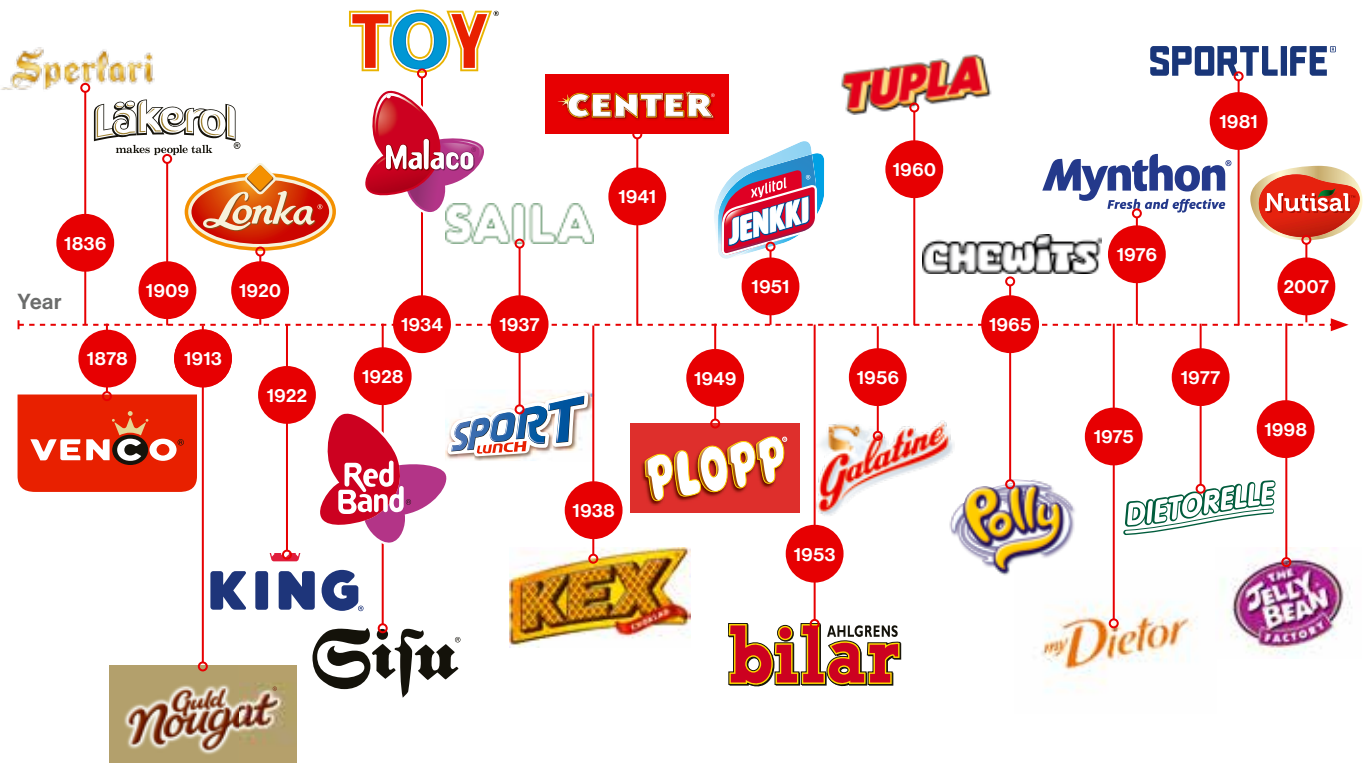 TOY®
Sperlari
SPORTLIFE®
TUPLA
CENTER®
Läkerol®
makes people talk
Malaco®
1981
xylitol
JENKKI®
1960
Mynthon®
Fresh and effective
1941
Lonka®
Nutisal®
SAILA
1836
CHEWITS®
1976
1909
1920
1951
2007
Year
1934
1937
1965
1878
1913
1928
1949
1956
1977
1922
SPORT
LUNCH
VENCO®
PLOPP®
Galatine
1975
1998
Red
Band®
DIETORELLE
1938
Polly
1953
KING®
KEX
CHOKLAD
THE
JELLY
BEAN
FACTORY
Sisu®
AHLGRENS
bilar
my Dietor
Guld
Nougat